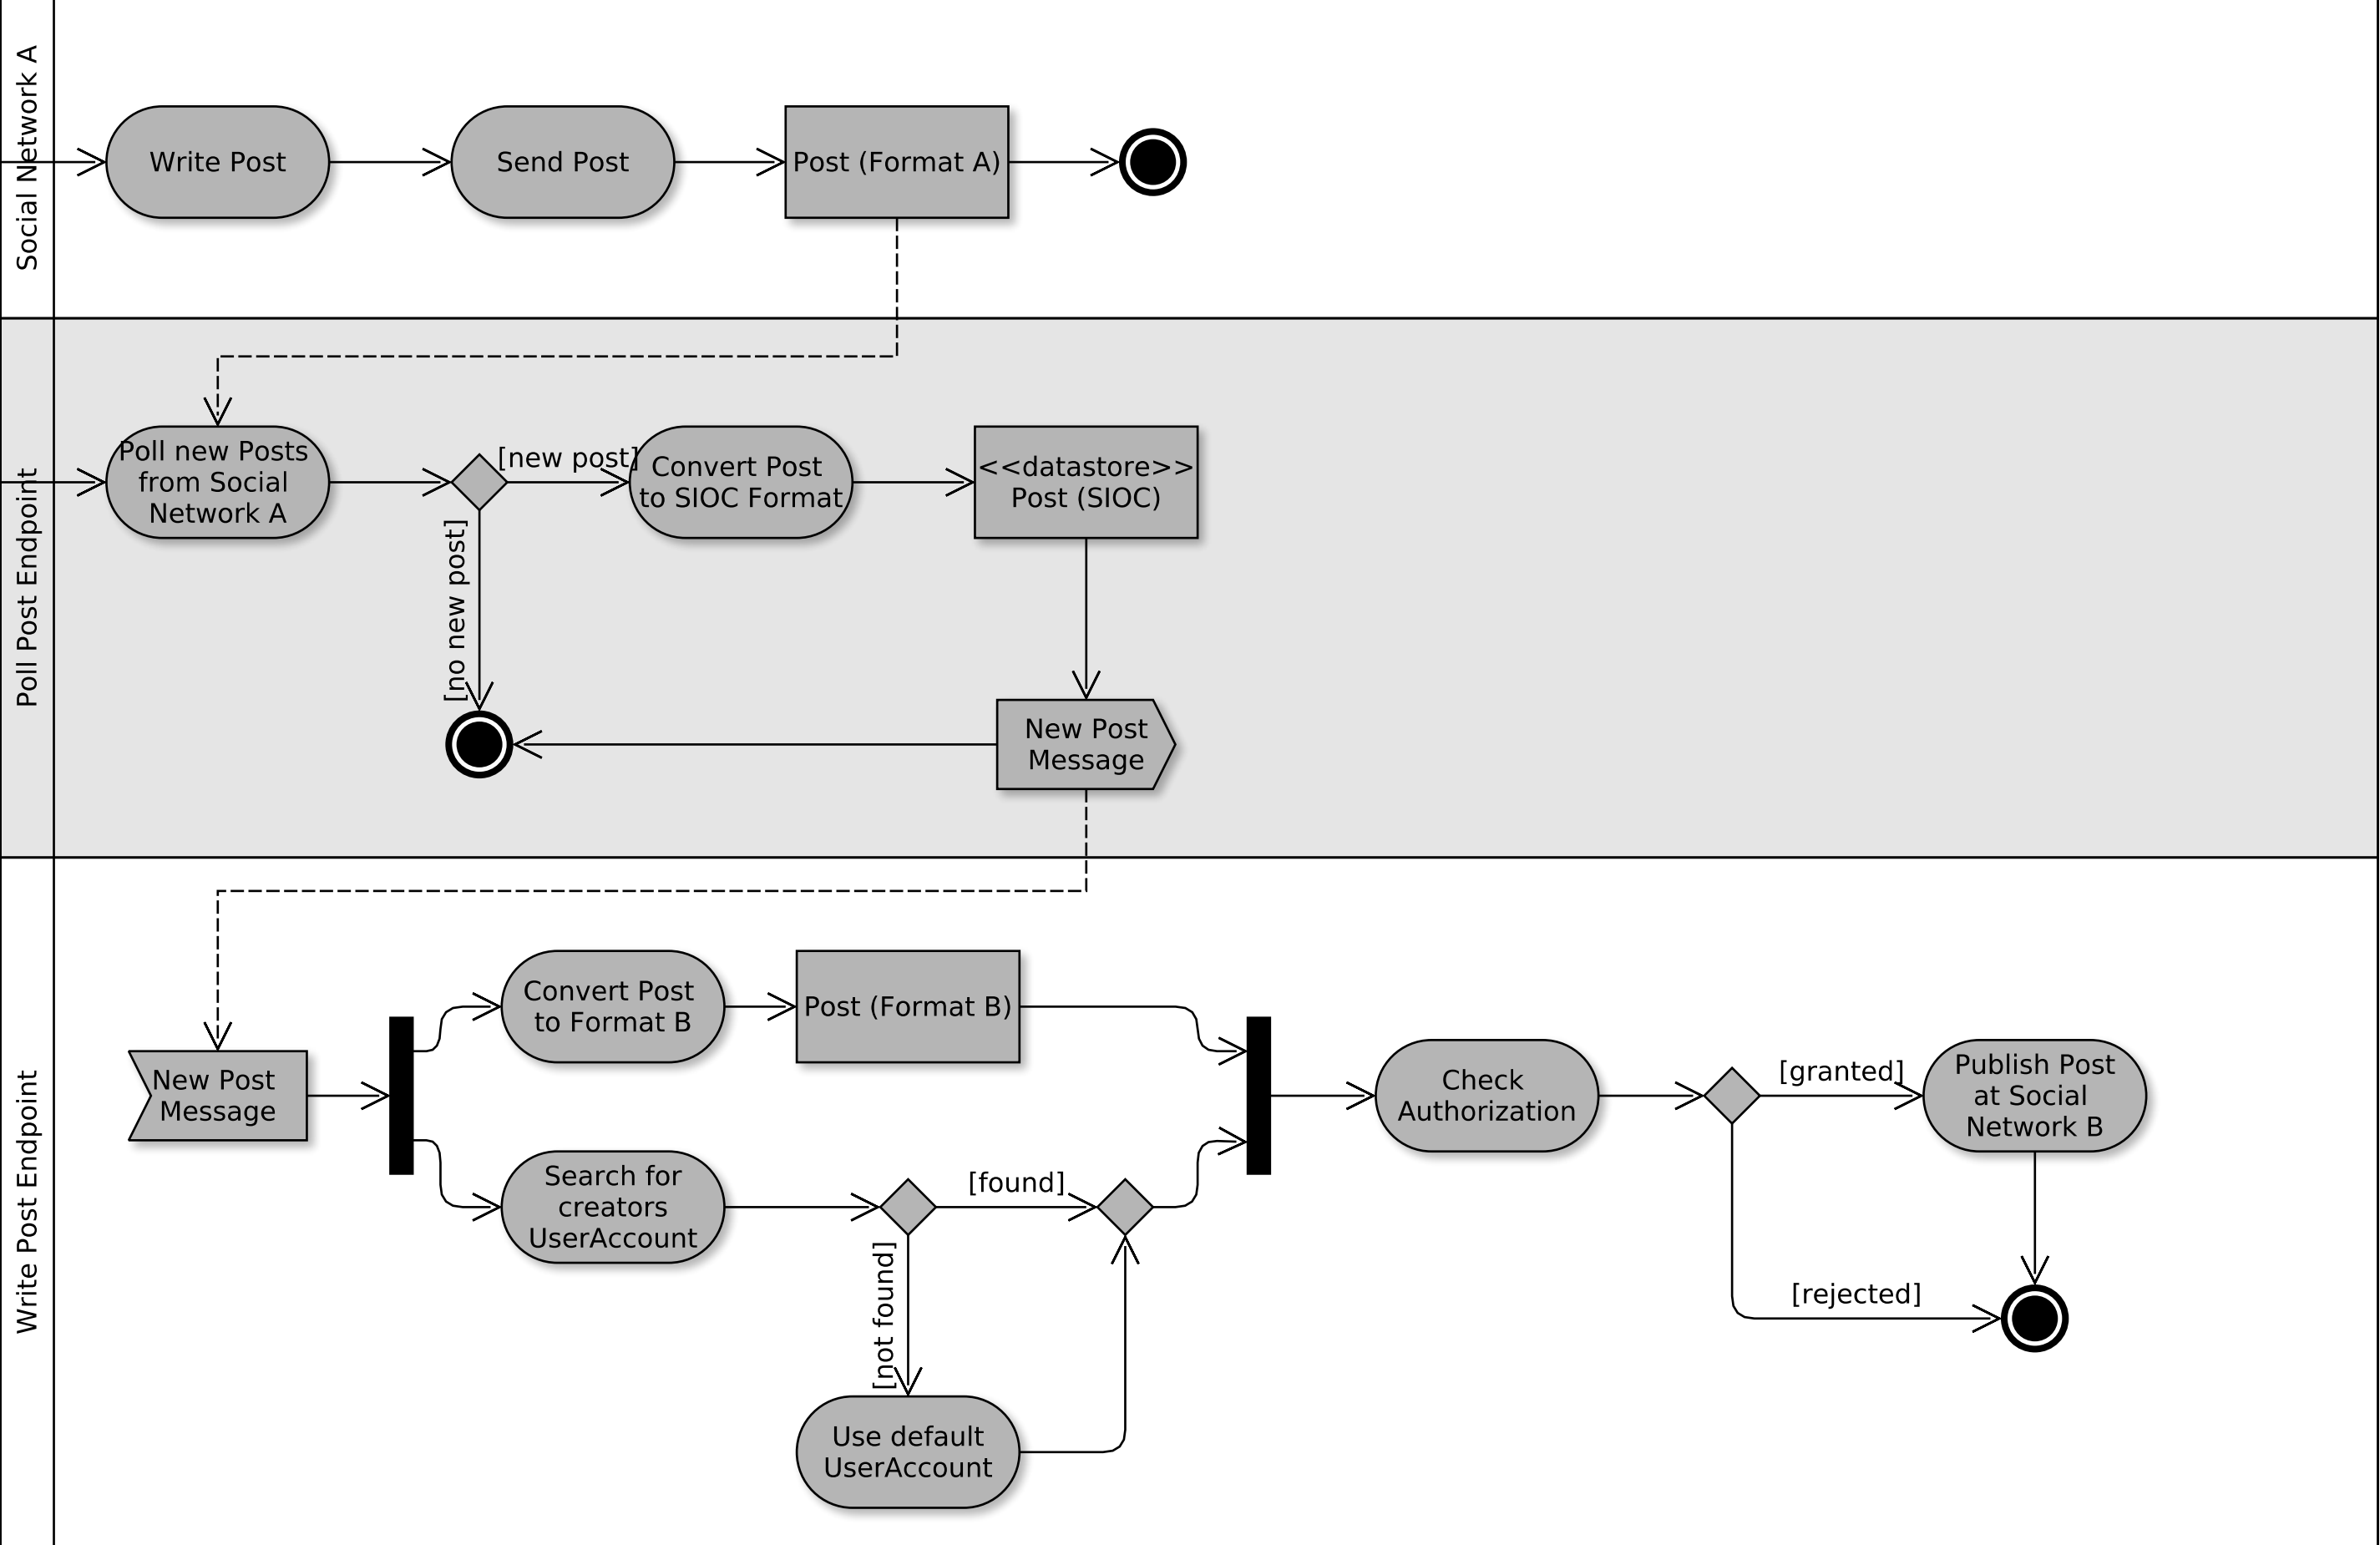 Social Network A
Write Post
Send Post
Post (Format A)
Poll Post Endpoint
Poll new Posts
from Social
Network A
[new post]
[no new post]
Convert Post
to SIOC Format
<<datastore>>
Post (SIOC)
New Post
Message
Write Post Endpoint
New Post
Message
Convert Post
to Format B
Post (Format B)
Search for
creators
UserAccount
[found]
[not found]
Use default
UserAccount
Check
Authorization
[granted]
[rejected]
Publish Post
at Social
Network B